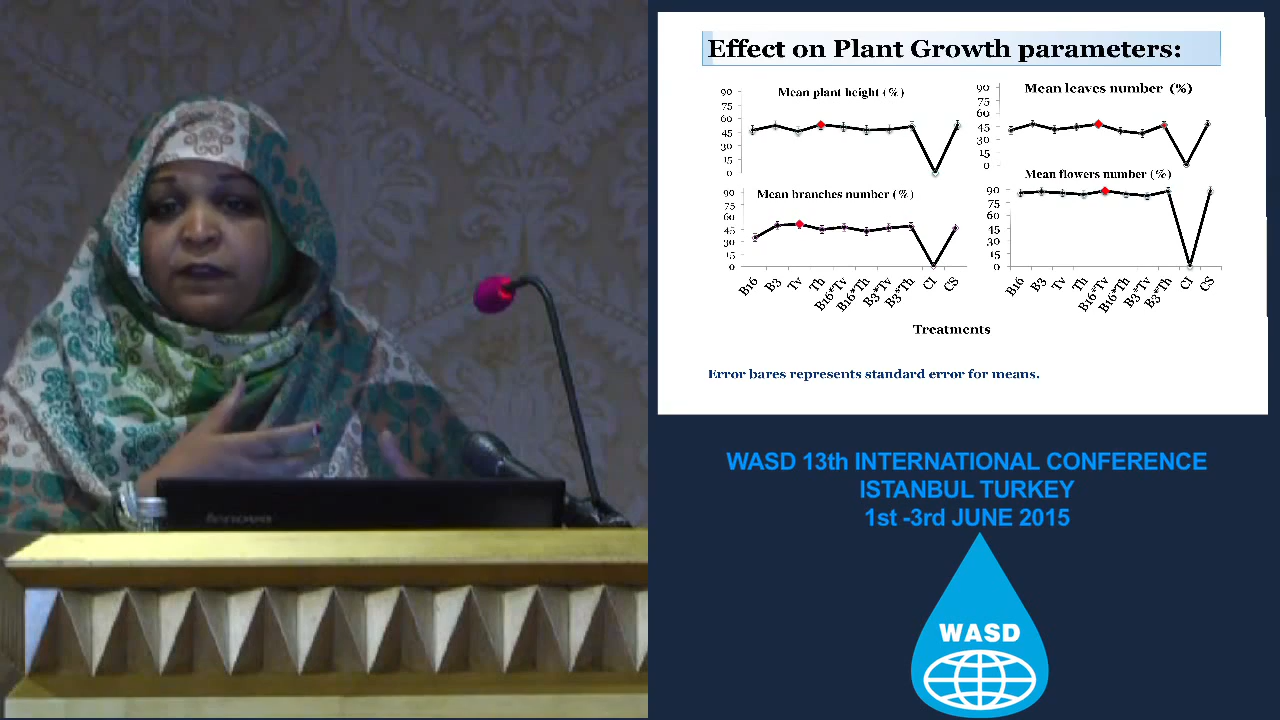 Effect on Plant Growth parameters:
Mean plant height (%)
90
75
60
45
30
15
0
Mean leaves number (%)
90
75
60
45
30
15
0
Mean branches number (%)
90
75
60
45
30
15
0
B16 B3 Tv Th B16*Tv B16*Th B3*Tv B3*Th CI CS
Mean flowers number (%)
90
75
60
45
30
15
0
B16 B3 Tv Th B16*Tv B16*Th B3*Tv B3*Th CI CS
Treatments
Error bares represents standard error for means.
lenovo
WASD 13th INTERNATIONAL CONFERENCE
ISTANBUL TURKEY
1st -3rd JUNE 2015
WASD